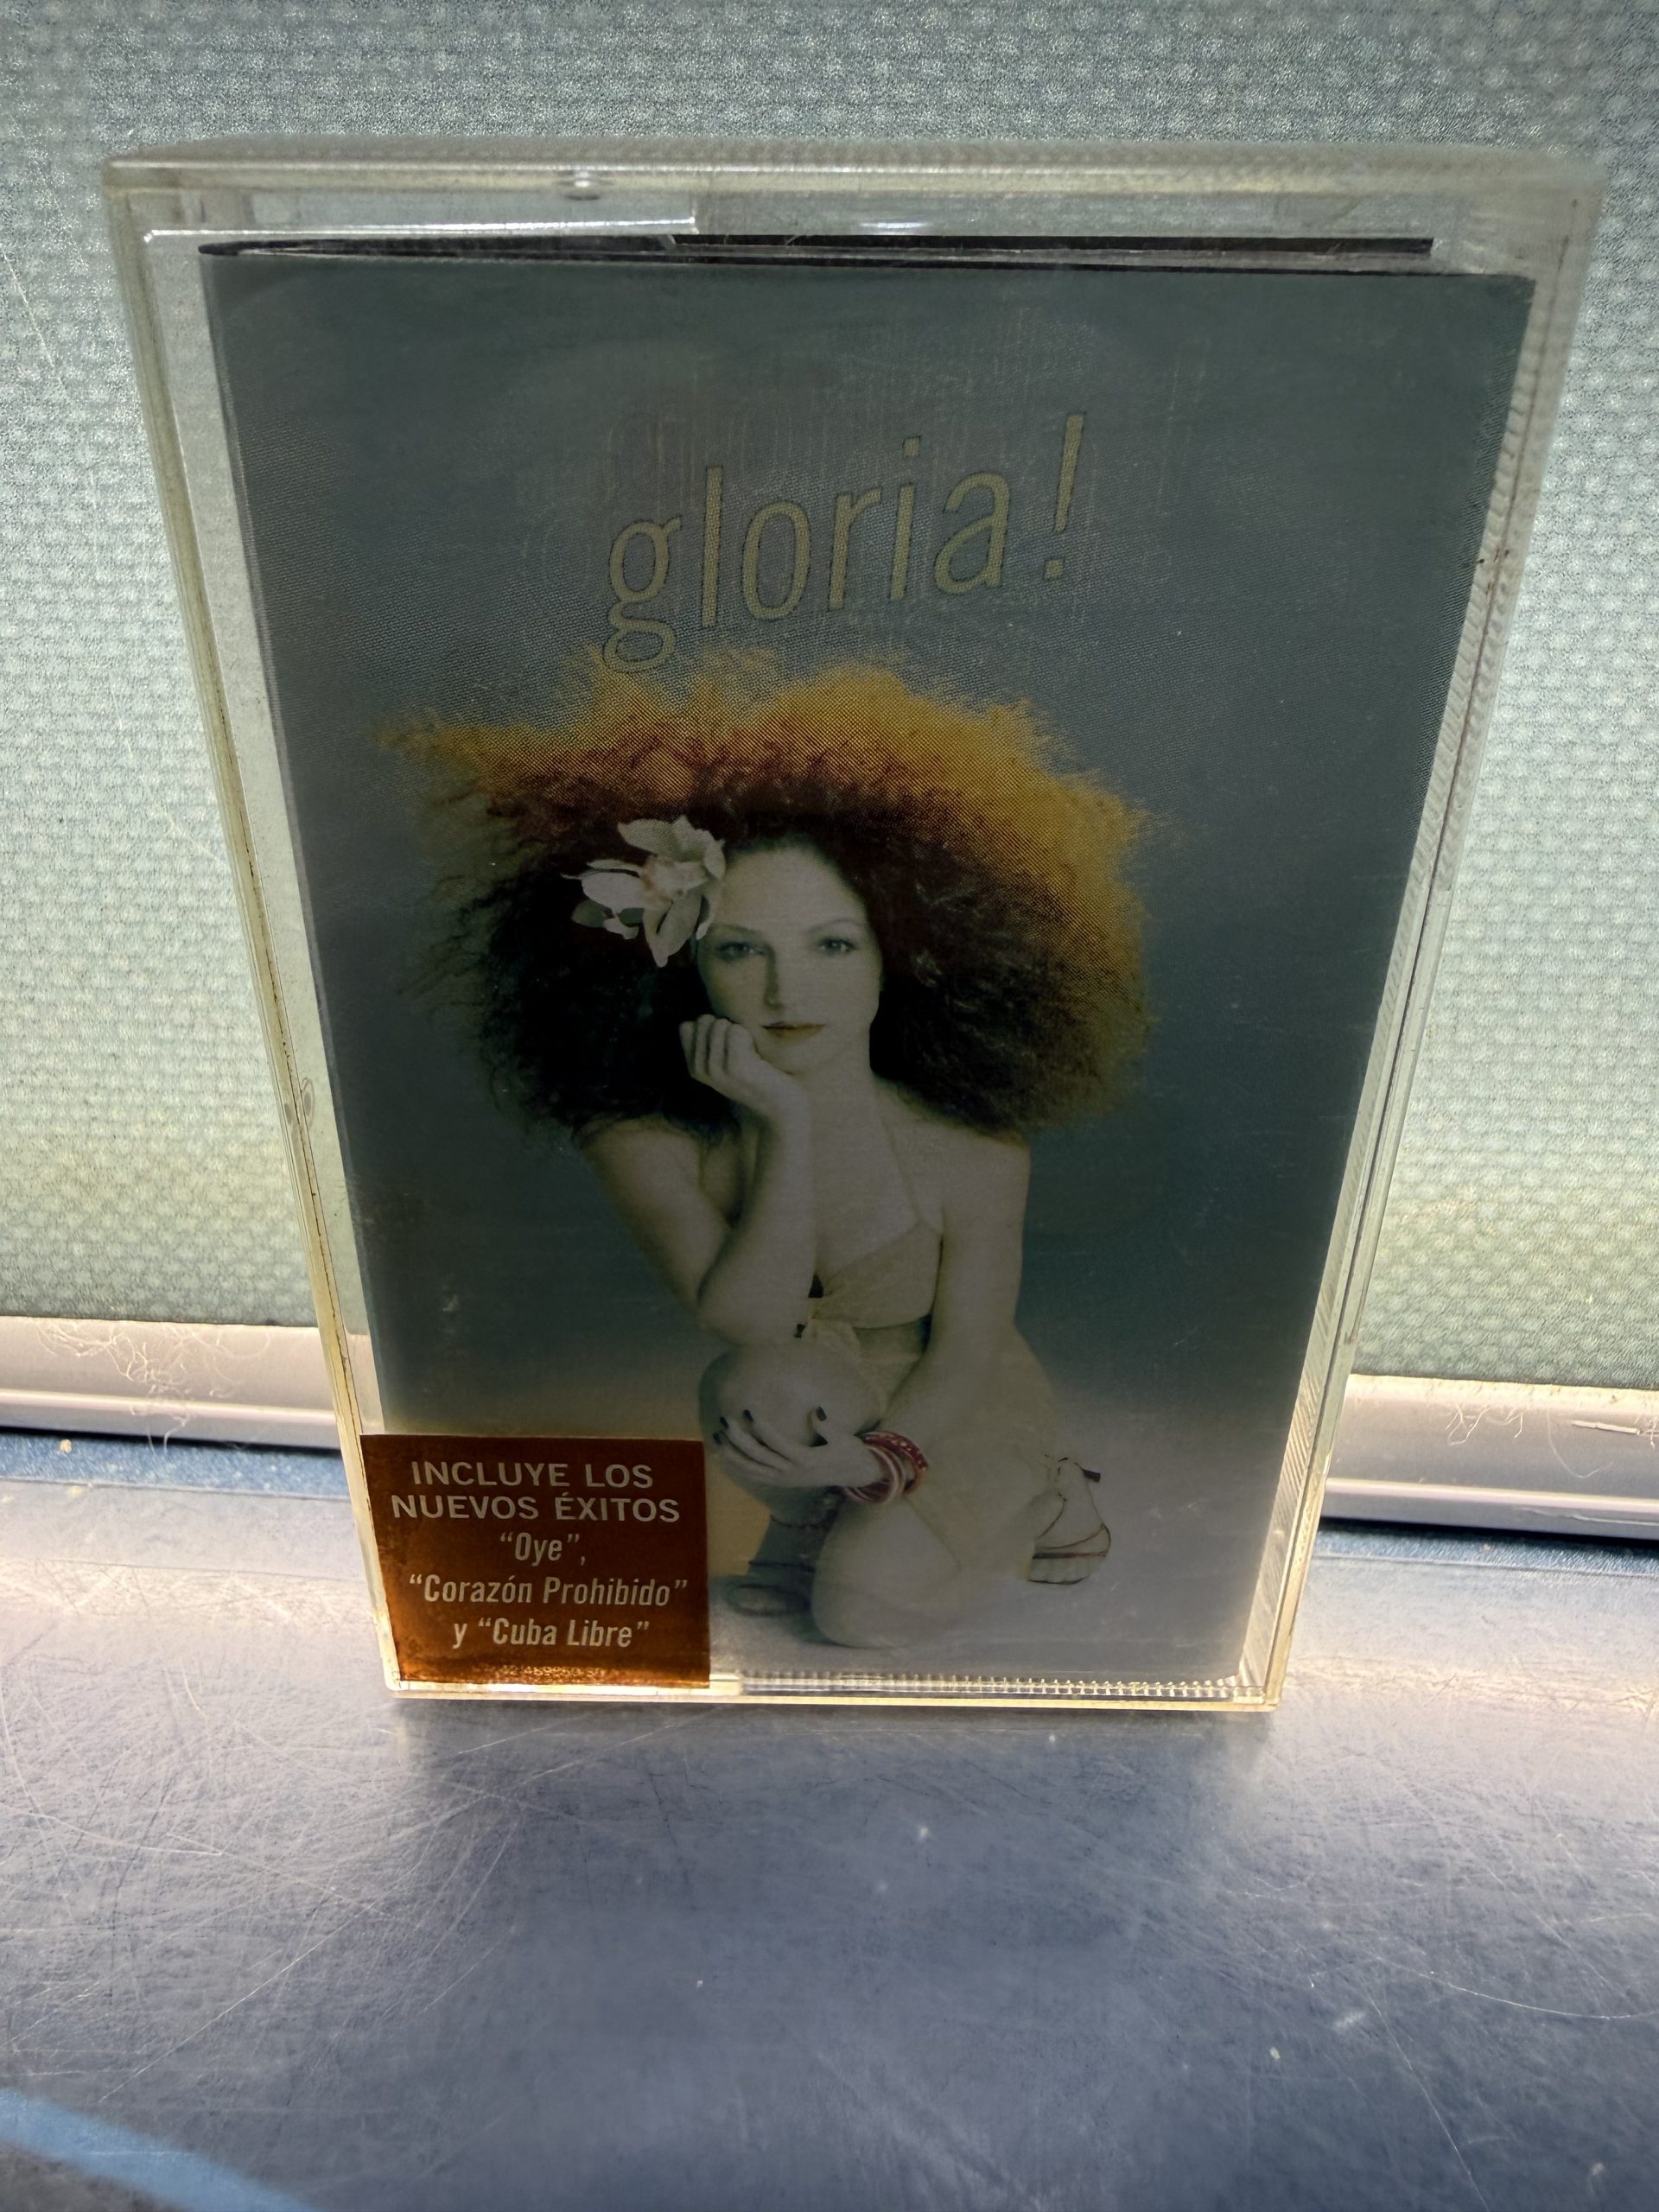 gloria!
INCLUYE LOS
NUEVOS ÉXITOS
“Oye”,
“Corazón Prohibido”
y “Cuba Libre”